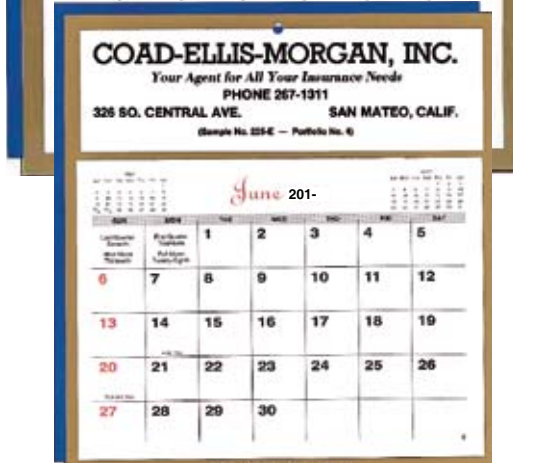 COAD-ELLIS-MORGAN, INC.
Your Agent for All Your Insurance Needs
PHONE 267-1311
326 SO. CENTRAL AVE. SAN MATEO, CALIF.
(Sample No. 225-E — Portfolio No. 4)
June 201-
SUN MON TUE WED THU FRI SAT
1 2 3 4 5
6 7 8 9 10 11 12
13 14 15 16 17 18 19
20 21 22 23 24 25 26
27 28 29 30